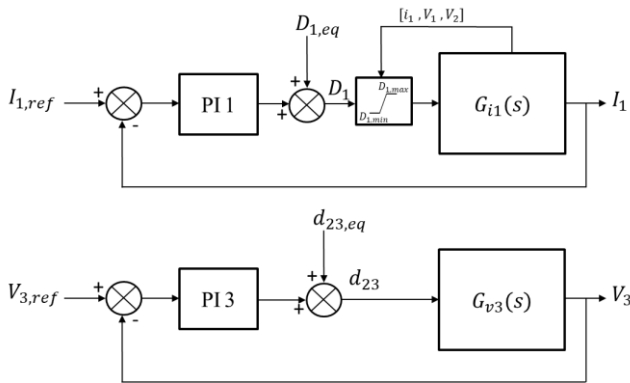 D₁,eq
[i₁ ,V₁ ,V₂]
I₁,ref
+
-
PI 1
+
+
D₁
D₁,max
D₁,min
Gᵢ₁(s)
I₁
d₂₃,eq
V₃,ref
+
-
PI 3
+
+
d₂₃
Gᵥ₃(s)
V₃